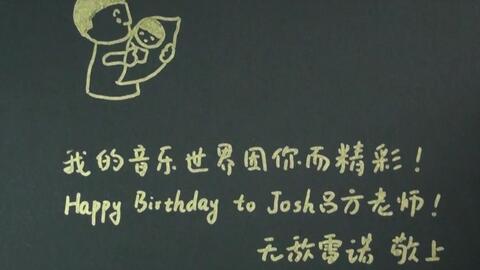 我的音乐世界因你而精彩！
Happy Birthday to Josh吕方老师！
无敌雷诺 敬上